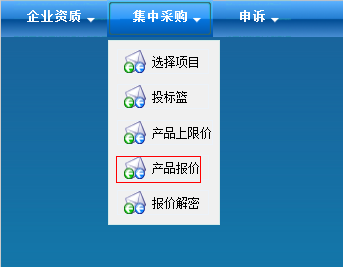 企业资质 集中采购 申诉
选择项目
投标篮
产品上限价
产品报价
报价解密